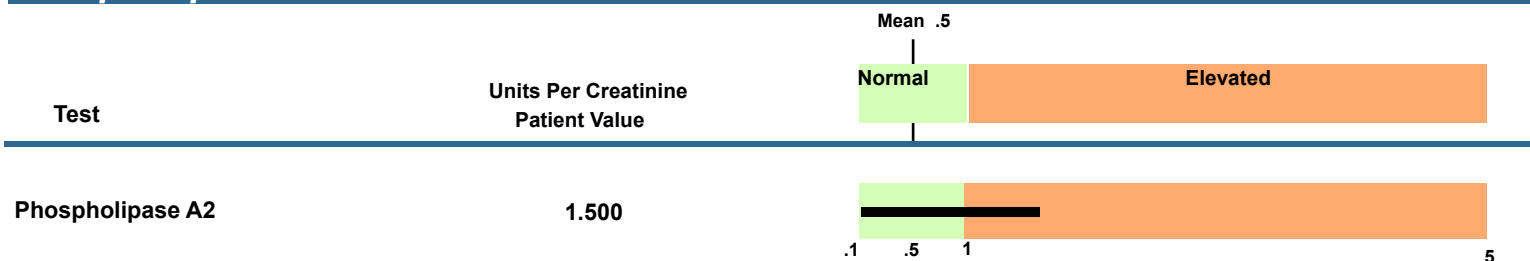 Mean .5
Normal Elevated
Test
Units Per Creatinine
Patient Value
Phospholipase A2 1.500
.1 .5 1 5